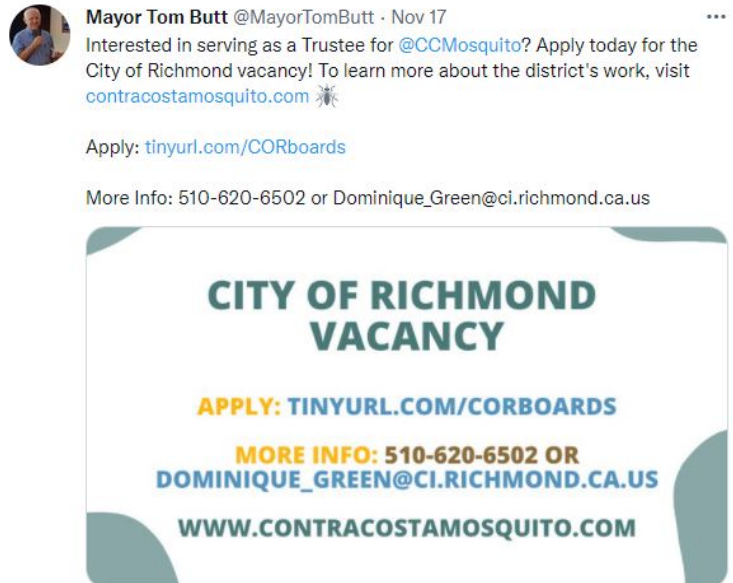 Mayor Tom Butt @MayorTomButt · Nov 17
Interested in serving as a Trustee for @CCMosquito? Apply today for the
City of Richmond vacancy! To learn more about the district's work, visit
contracostamosquito.com 🦟
Apply: tinyurl.com/CORboards
More Info: 510-620-6502 or Dominique_Green@ci.richmond.ca.us
CITY OF RICHMOND
VACANCY
APPLY: TINYURL.COM/CORBOARDS
MORE INFO: 510-620-6502 OR
DOMINIQUE_GREEN@CI.RICHMOND.CA.US
WWW.CONTRACOSTAMOSQUITO.COM